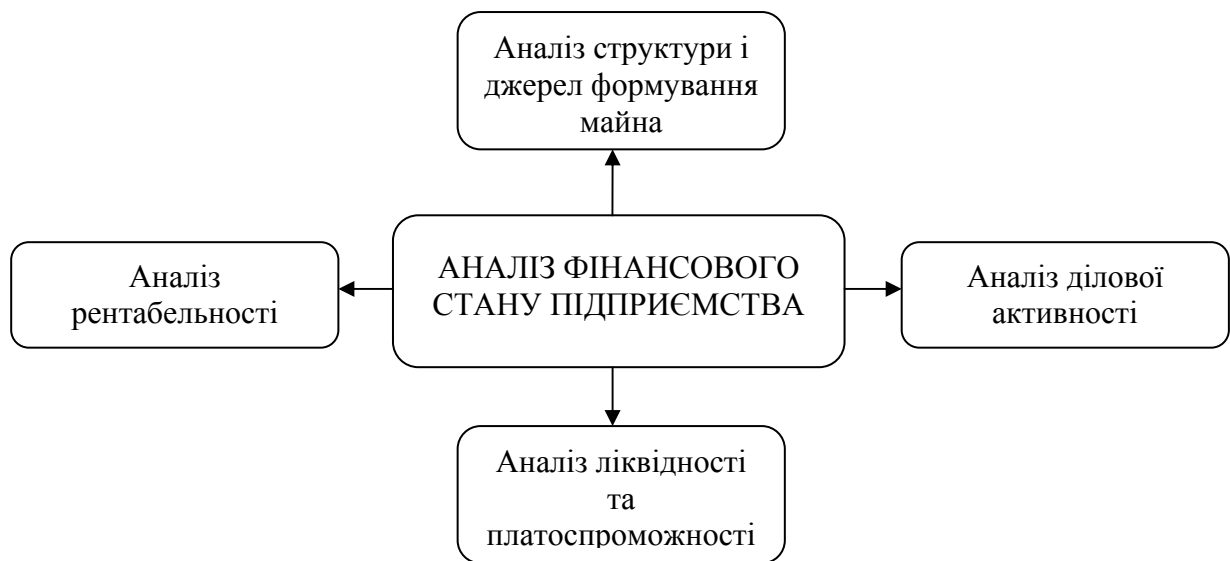 Аналіз структури і
джерел формування
майна
АНАЛІЗ ФІНАНСОВОГО
СТАНУ ПІДПРИЄМСТВА
Аналіз
рентабельності
Аналіз ділової
активності
Аналіз ліквідності
та
платоспроможності